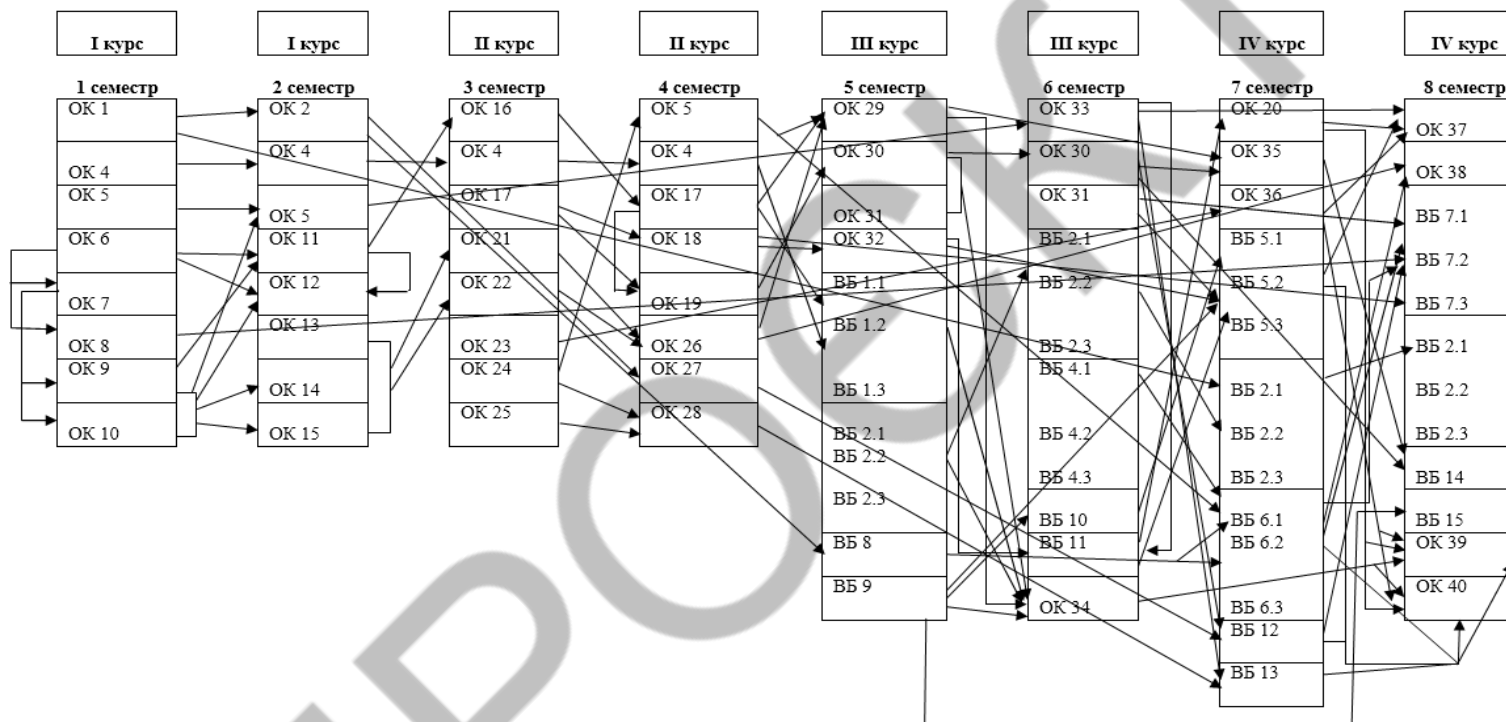 I курс
I курс
II курс
II курс
III курс
III курс
IV курс
IV курс
1 семестр
2 семестр
3 семестр
4 семестр
5 семестр
6 семестр
7 семестр
8 семестр
ОК 1
ОК 4
ОК 5
ОК 6
ОК 7
ОК 8
ОК 9
ОК 10
ОК 2
ОК 4
ОК 5
ОК 11
ОК 12
ОК 13
ОК 14
ОК 15
ОК 16
ОК 4
ОК 17
ОК 21
ОК 22
ОК 23
ОК 24
ОК 25
ОК 5
ОК 4
ОК 17
ОК 18
ОК 19
ОК 26
ОК 27
ОК 28
ОК 29
ОК 30
ОК 31
ОК 32
ВБ 1.1
ВБ 1.2
ВБ 1.3
ВБ 2.1
ВБ 2.2
ВБ 2.3
ВБ 8
ВБ 9
ОК 33
ОК 30
ОК 31
ВБ 2.1
ВБ 2.2
ВБ 2.3
ВБ 4.1
ВБ 4.2
ВБ 4.3
ВБ 10
ВБ 11
ОК 34
ОК 20
ОК 35
ОК 36
ВБ 5.1
ВБ 5.2
ВБ 5.3
ВБ 2.1
ВБ 2.2
ВБ 2.3
ВБ 6.1
ВБ 6.2
ВБ 6.3
ВБ 12
ВБ 13
ОК 37
ОК 38
ВБ 7.1
ВБ 7.2
ВБ 7.3
ВБ 2.1
ВБ 2.2
ВБ 2.3
ВБ 14
ВБ 15
ОК 39
ОК 40